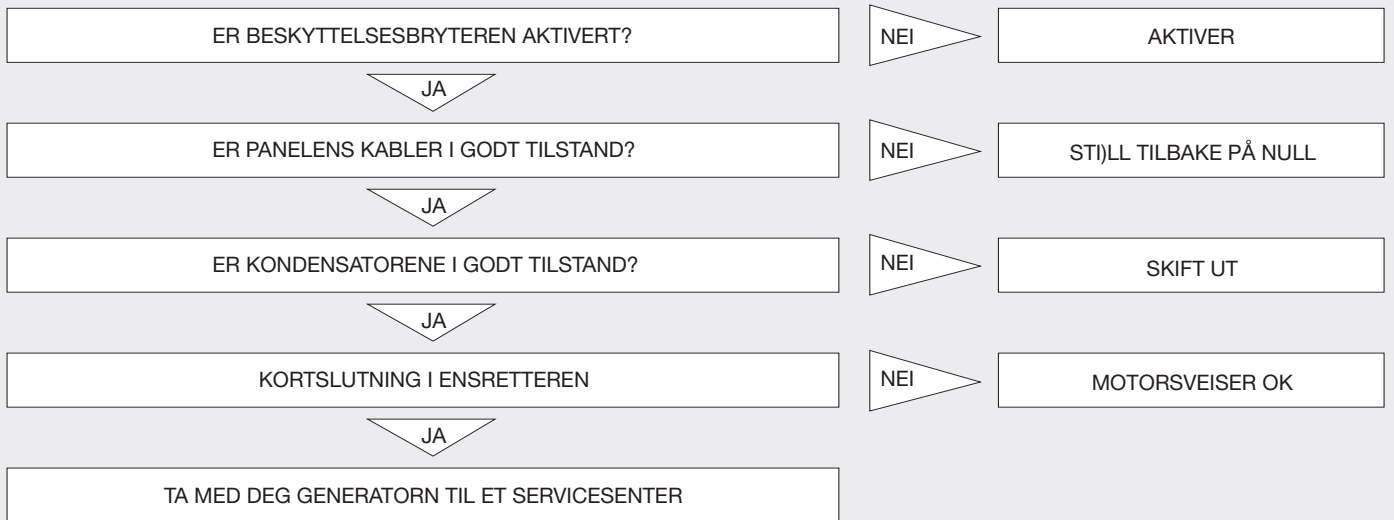 ER BESKYTTELSESBRYTEREN AKTIVERT?
NEI
AKTIVER
JA
ER PANELENS KABLER I GODT TILSTAND?
NEI
STI)LL TILBAKE PÅ NULL
JA
ER KONDENSATORENE I GODT TILSTAND?
NEI
SKIFT UT
JA
KORTSLUTNING I ENSRETTEREN
NEI
MOTORSVEISER OK
JA
TA MED DEG GENERATORN TIL ET SERVICESENTER